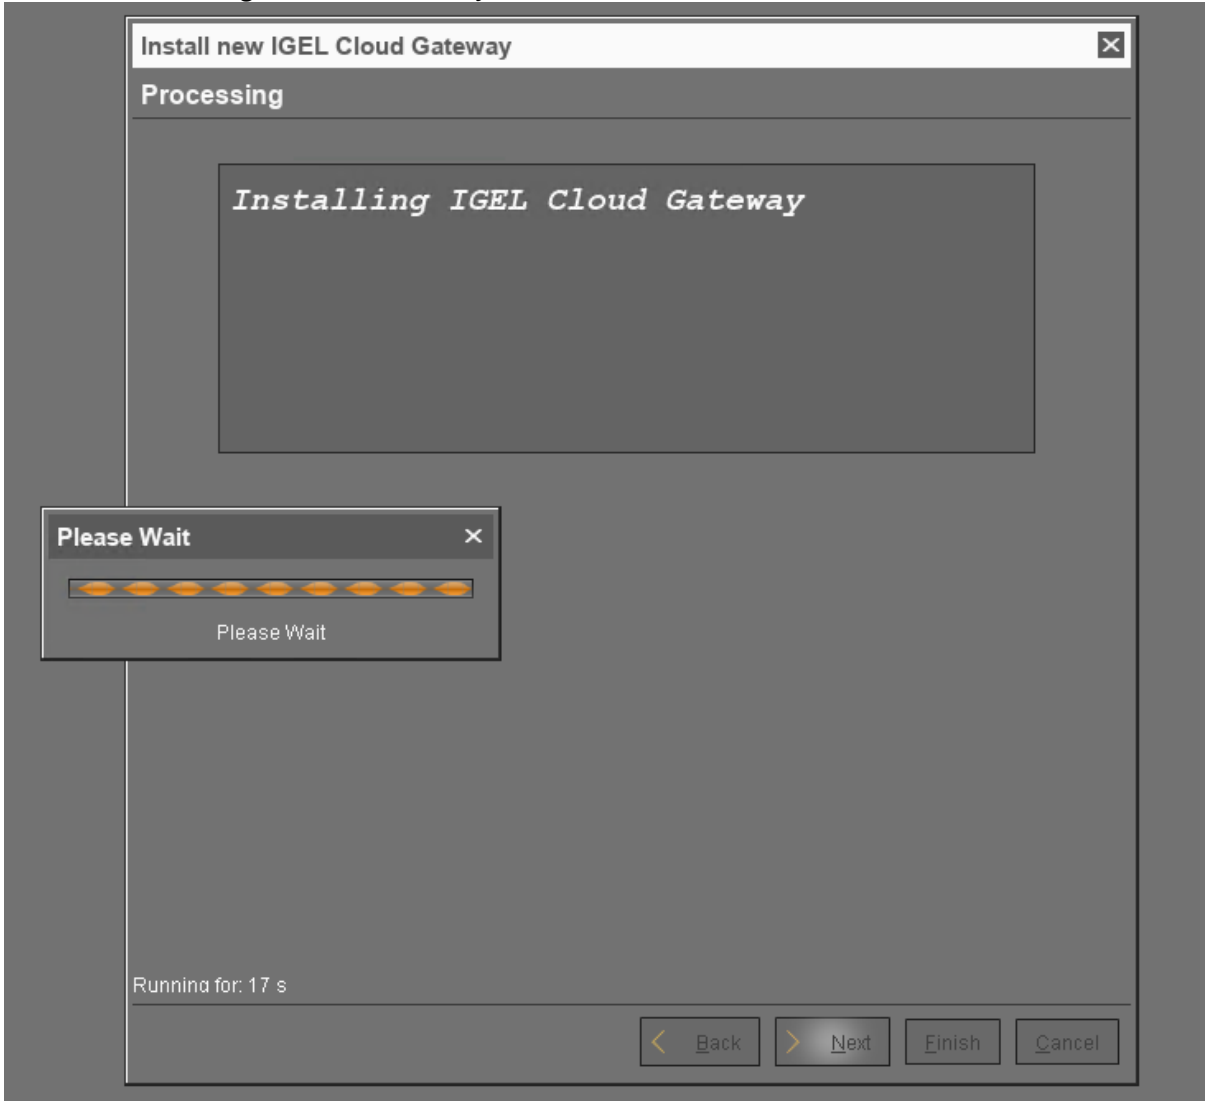 Install new IGEL Cloud Gateway
Processing
Installing IGEL Cloud Gateway
Please Wait
Please Wait
Running for: 17 s
Back
Next
Finish
Cancel